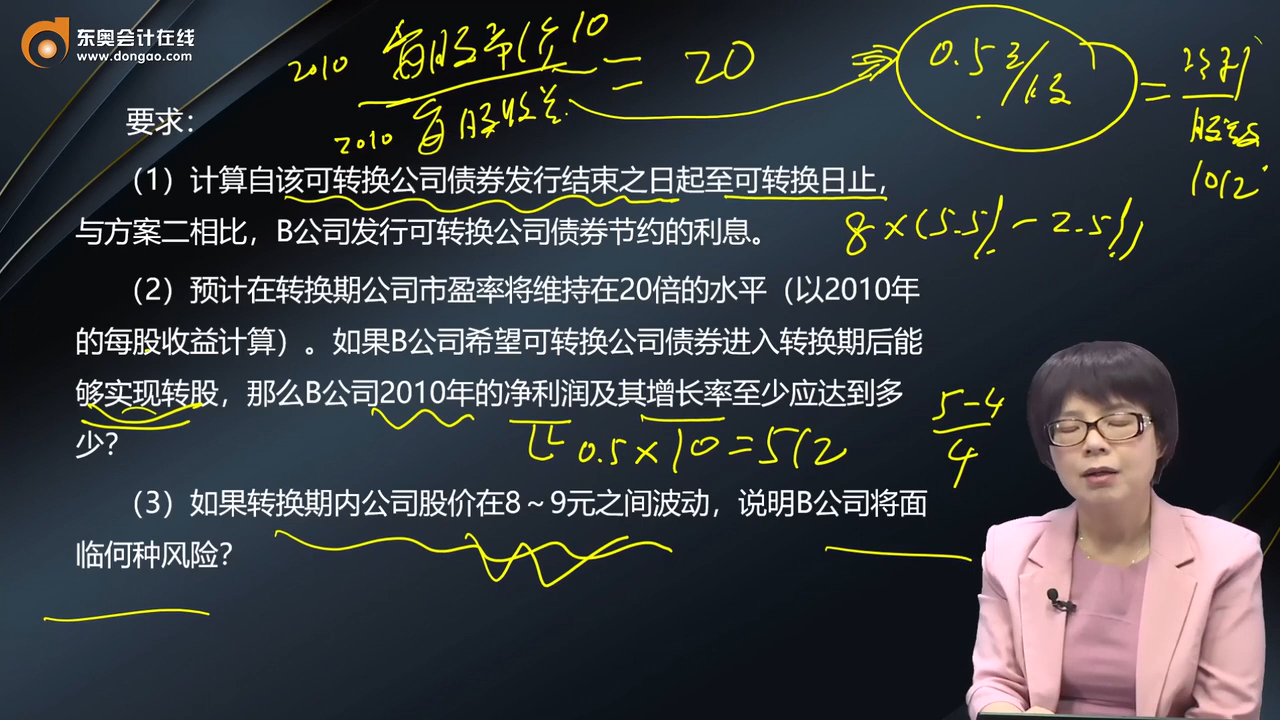 东奥会计在线
www.dongao.com
2010 每股市价 10
2010 每股收益
= 20
0.5元/股
= 净利
股数
10亿
要求：
（1）计算自该可转换公司债券发行结束之日起至可转换日止，
与方案二相比，B公司发行可转换公司债券节约的利息。
8×(5.5%-2.5%)
（2）预计在转换期公司市盈率将维持在20倍的水平（以2010年
的每股收益计算）。如果B公司希望可转换公司债券进入转换期后能
够实现转股，那么B公司2010年的净利润及其增长率至少应达到多
少？
0.5×10=5亿
5-4
4
（3）如果转换期内公司股价在8～9元之间波动，说明B公司将面
临何种风险？